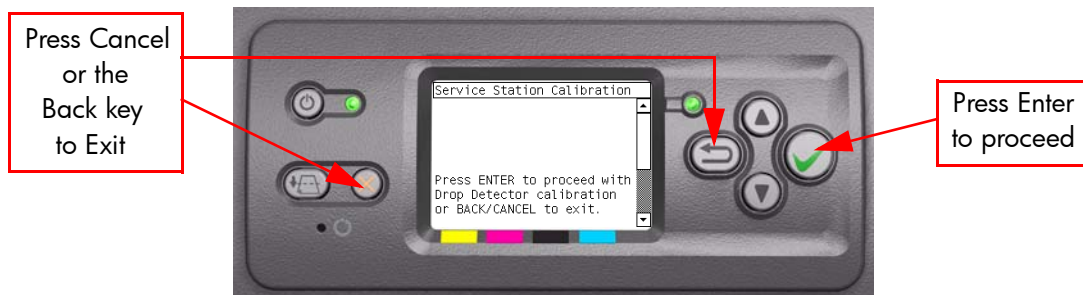 Press Cancel
or the
Back key
to Exit
Service Station Calibration
Press ENTER to proceed with
Drop Detector calibration
or BACK/CANCEL to exit.
Press Enter
to proceed